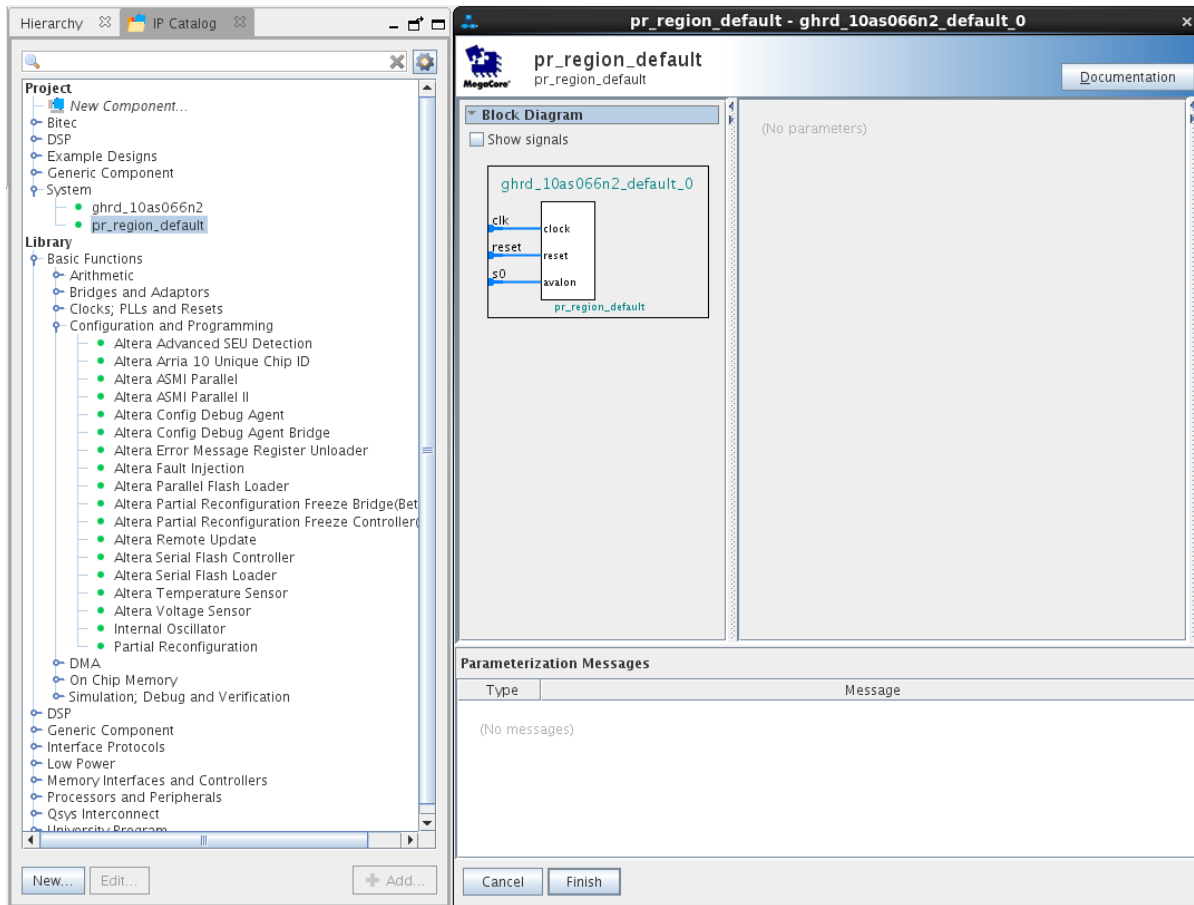 Hierarchy
IP Catalog
Project
New Component...
Bitec
DSP
Example Designs
Generic Component
System
ghrd_10as066n2
pr_region_default
Library
Basic Functions
Arithmetic
Bridges and Adaptors
Clocks; PLLs and Resets
Configuration and Programming
Altera Advanced SEU Detection
Altera Arria 10 Unique Chip ID
Altera ASMI Parallel
Altera ASMI Parallel II
Altera Config Debug Agent
Altera Config Debug Agent Bridge
Altera Error Message Register Unloader
Altera Fault Injection
Altera Parallel Flash Loader
Altera Partial Reconfiguration Freeze Bridge(Bet
Altera Partial Reconfiguration Freeze Controller(
Altera Remote Update
Altera Serial Flash Controller
Altera Serial Flash Loader
Altera Temperature Sensor
Altera Voltage Sensor
Internal Oscillator
Partial Reconfiguration
DMA
On Chip Memory
Simulation; Debug and Verification
DSP
Generic Component
Interface Protocols
Low Power
Memory Interfaces and Controllers
Processors and Peripherals
Qsys Interconnect
University Program
New...
Edit...
Add...
pr_region_default - ghrd_10as066n2_default_0
MegaCore
pr_region_default
pr_region_default
Documentation
Block Diagram
Show signals
ghrd_10as066n2_default_0
clk
clock
reset
reset
s0
avalon
pr_region_default
(No parameters)
Parameterization Messages
Type Message
(No messages)
Cancel
Finish